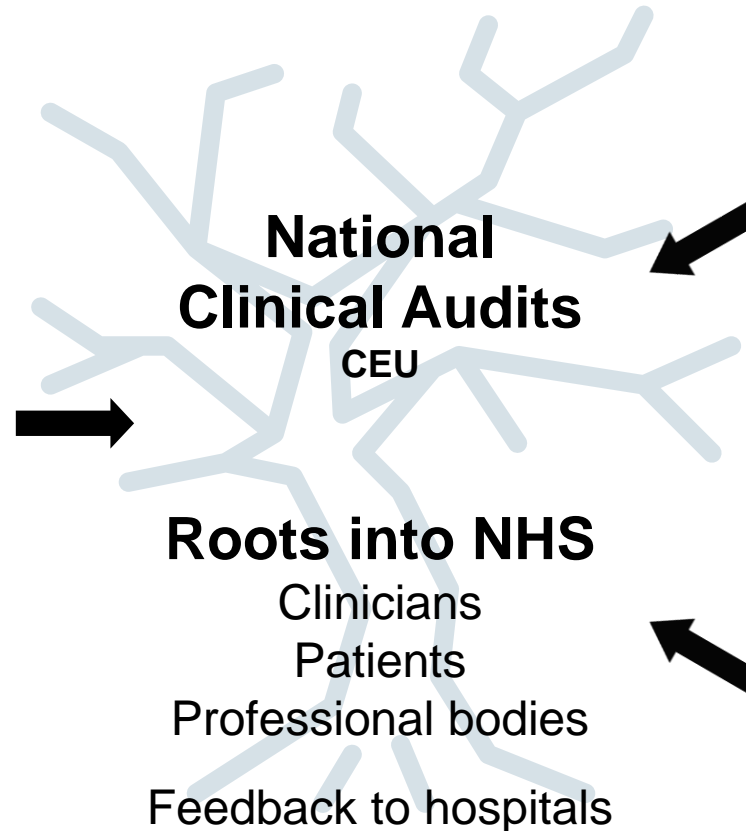 National
Clinical Audits
CEU
Roots into NHS
Clinicians
Patients
Professional bodies
Feedback to hospitals